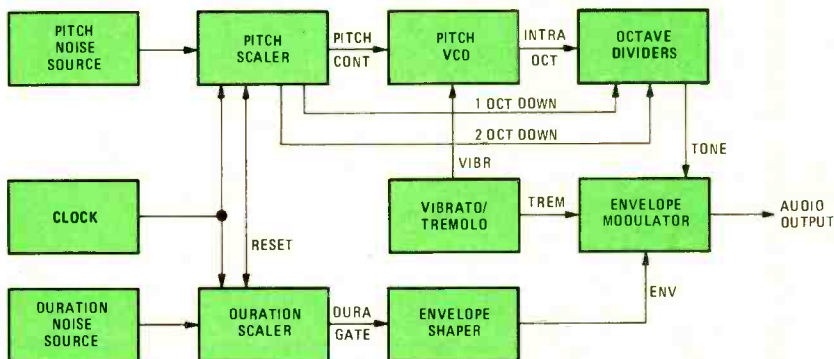 PITCH
NOISE
SOURCE
PITCH
SCALER
PITCH
CONT
PITCH
VCO
INTRA
OCT
OCTAVE
DIVIDERS
1 OCT DOWN
2 OCT DOWN
VIBR
TONE
CLOCK
RESET
VIBRATO/
TREMOLO
TREM
ENVELOPE
MODULATOR
AUDIO
OUTPUT
DURATION
NOISE
SOURCE
DURATION
SCALER
DURA
GATE
ENVELOPE
SHAPER
ENV